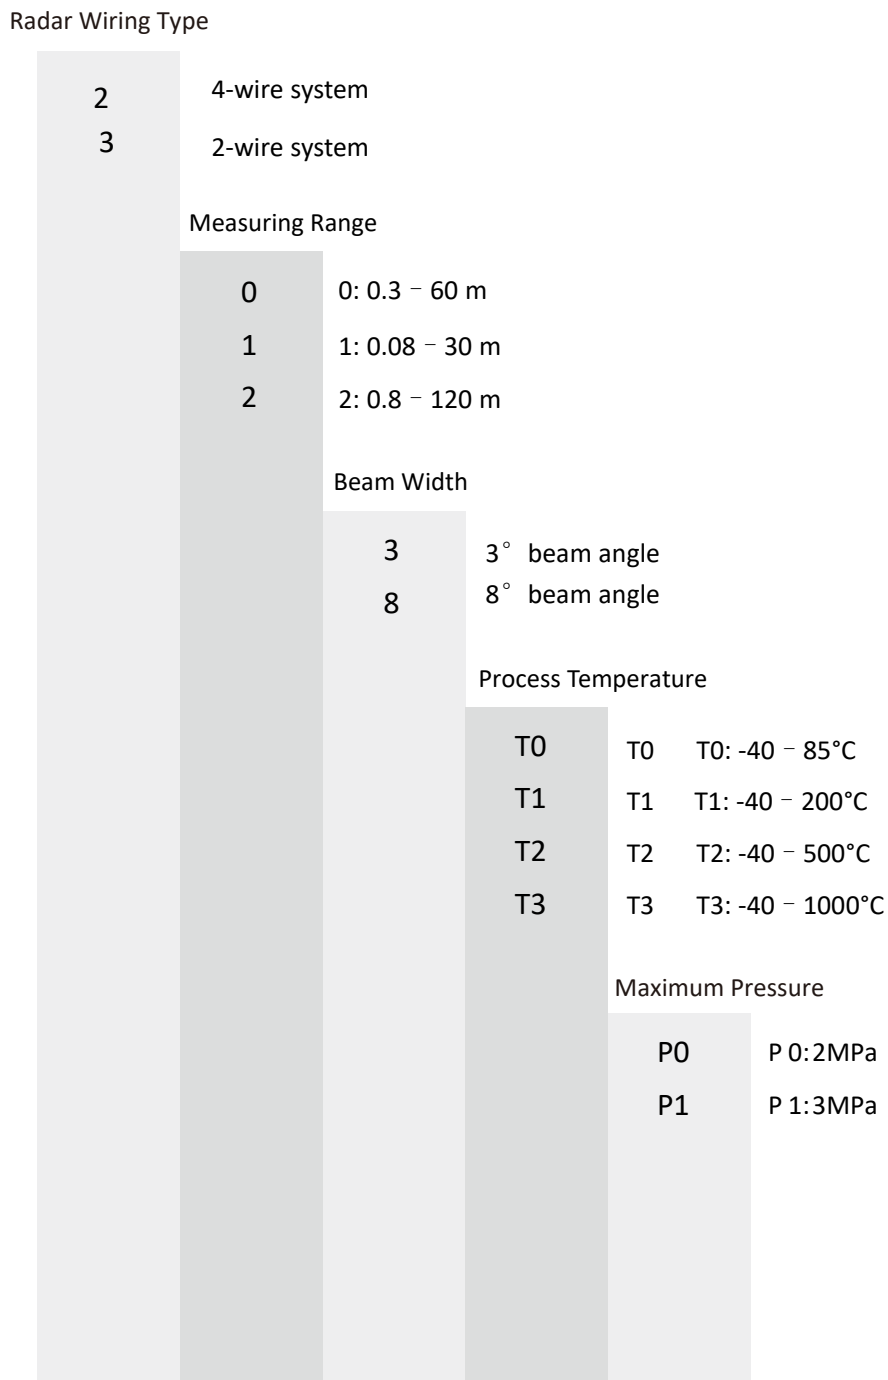 Radar Wiring Type
2 4-wire system
3 2-wire system
Measuring Range
0 0: 0.3 – 60 m
1 1: 0.08 – 30 m
2 2: 0.8 – 120 m
Beam Width
3 3° beam angle
8 8° beam angle
Process Temperature
T0 T0 T0: -40 – 85°C
T1 T1 T1: -40 – 200°C
T2 T2 T2: -40 – 500°C
T3 T3 T3: -40 – 1000°C
Maximum Pressure
P0 P 0:2MPa
P1 P 1:3MPa